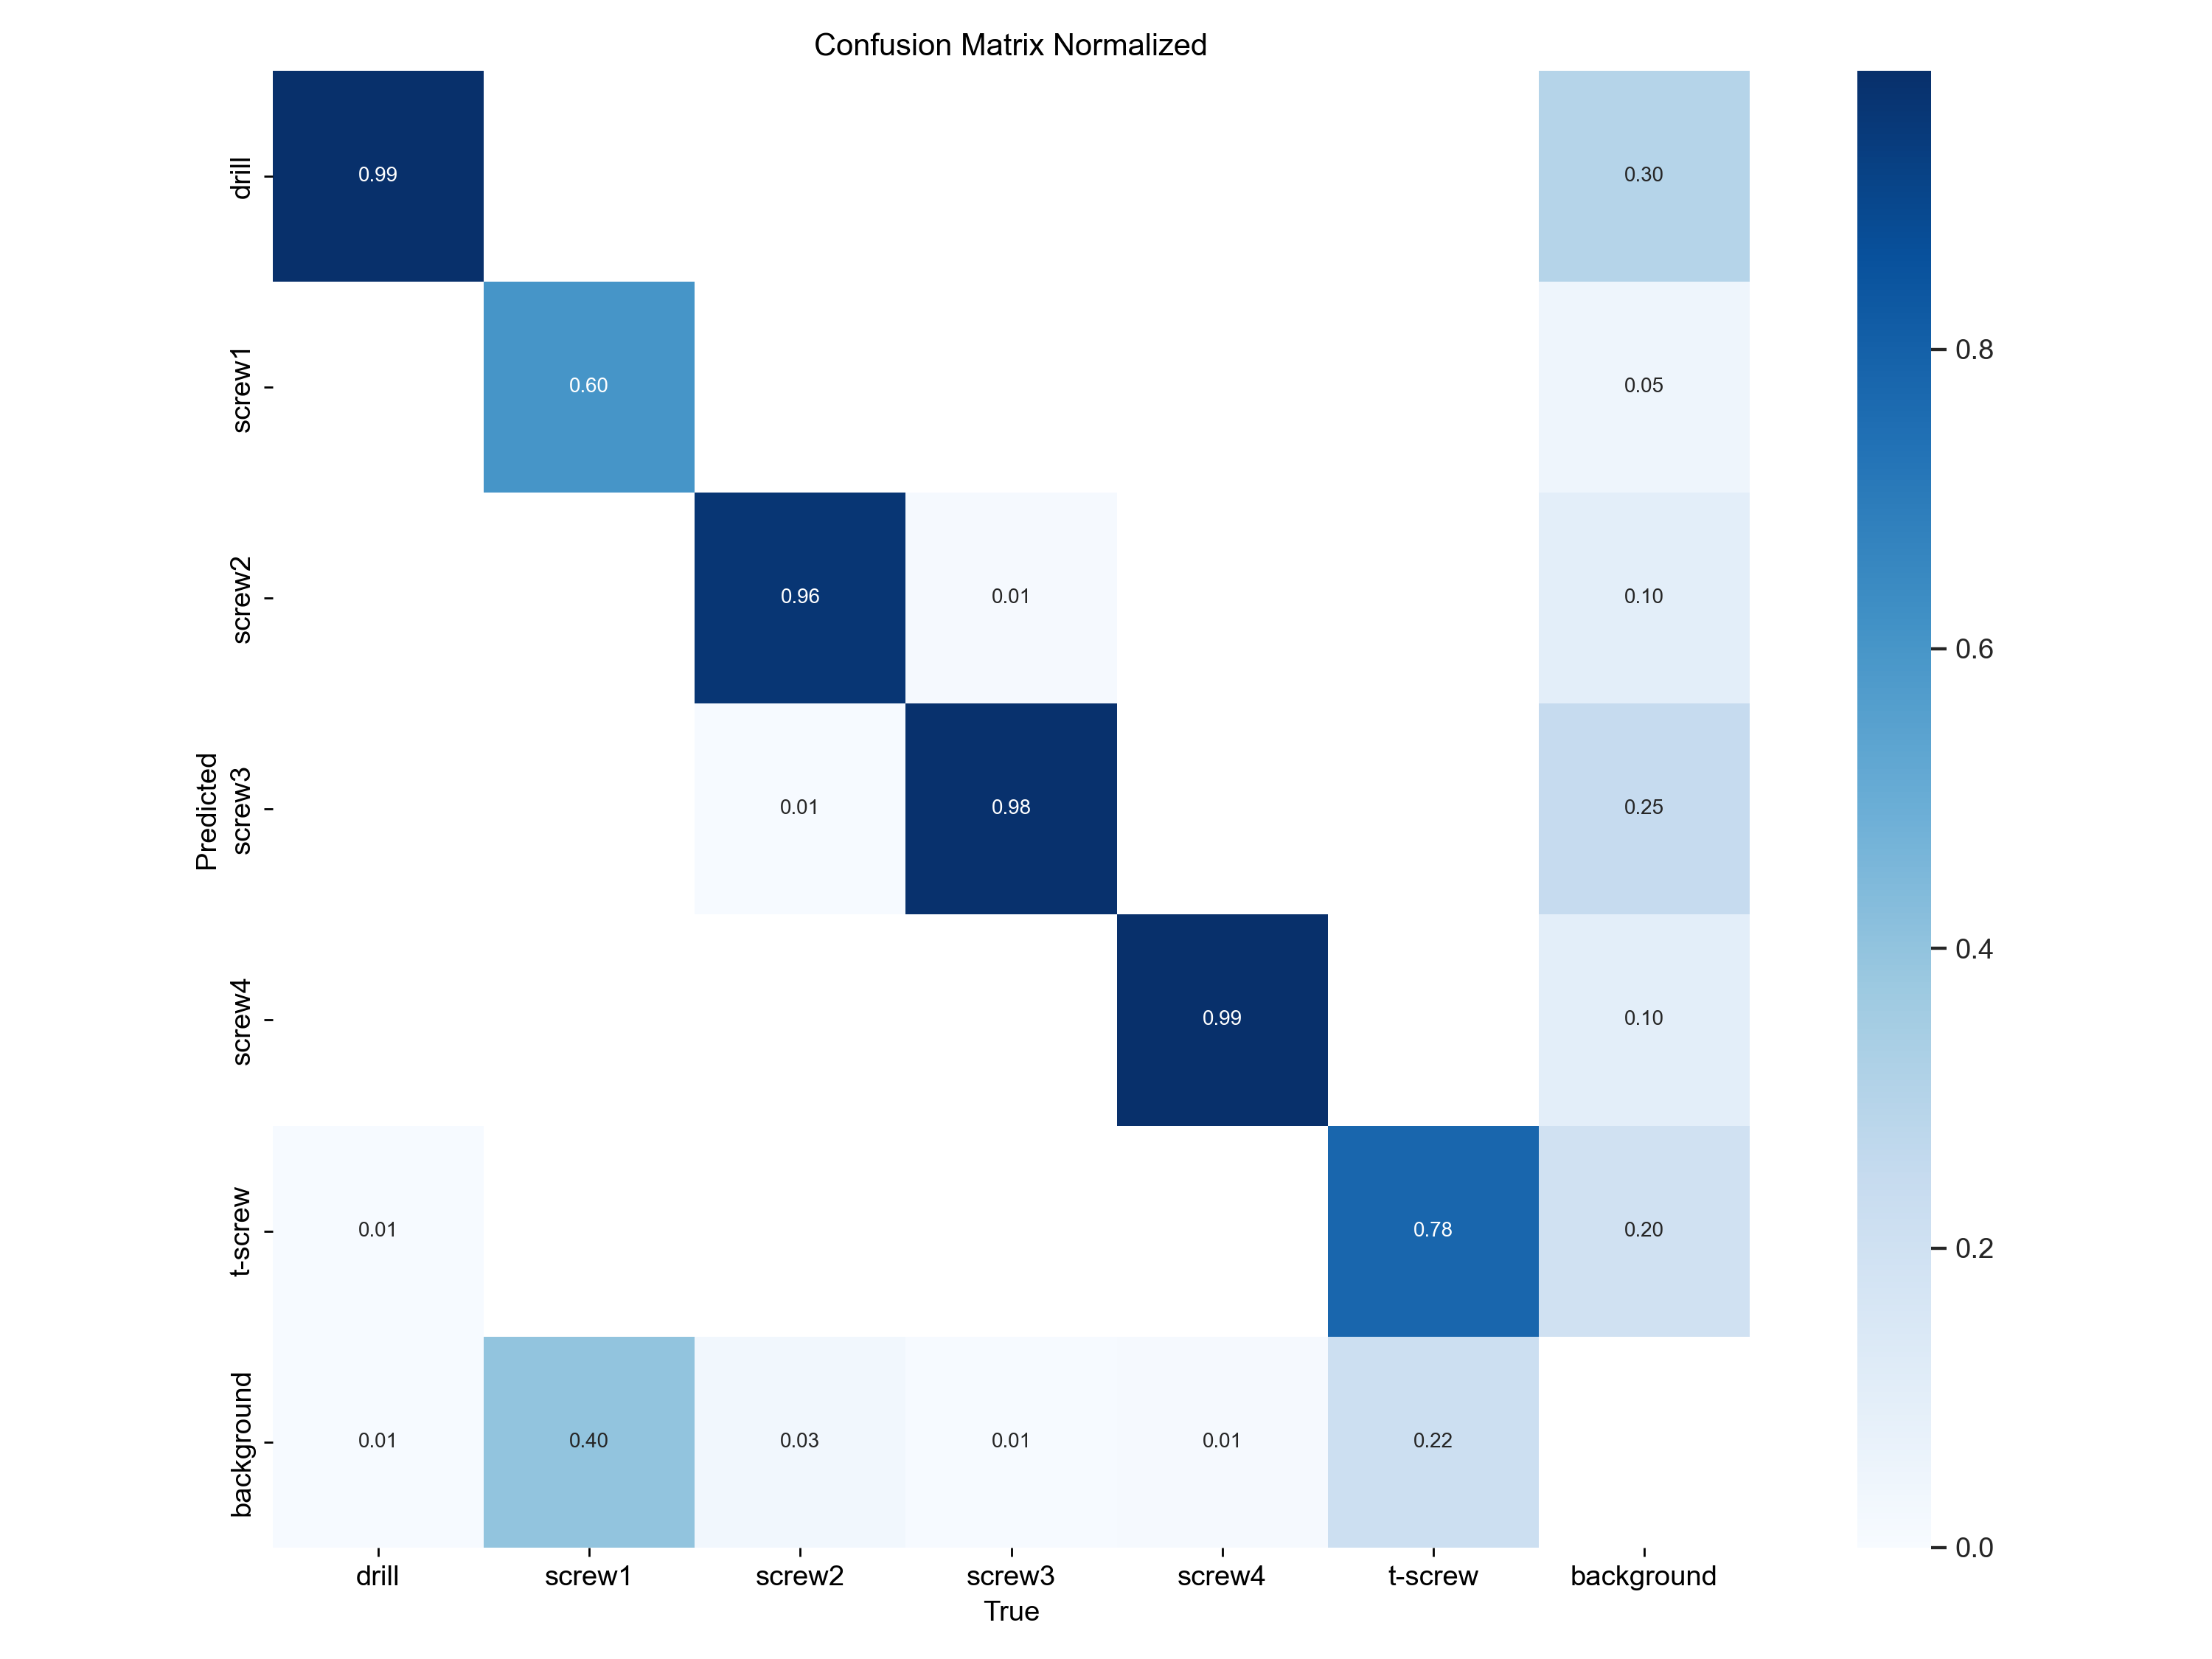 Confusion Matrix Normalized
drill
0.99
0.30
screw1
0.60
0.05
0.8
screw2
0.96
0.01
0.10
0.6
Predicted
screw3
0.01
0.98
0.25
0.4
screw4
0.99
0.10
t-screw
0.01
0.78
0.20
0.2
background
0.01
0.40
0.03
0.01
0.01
0.22
0.0
drill
screw1
screw2
screw3
screw4
t-screw
background
True